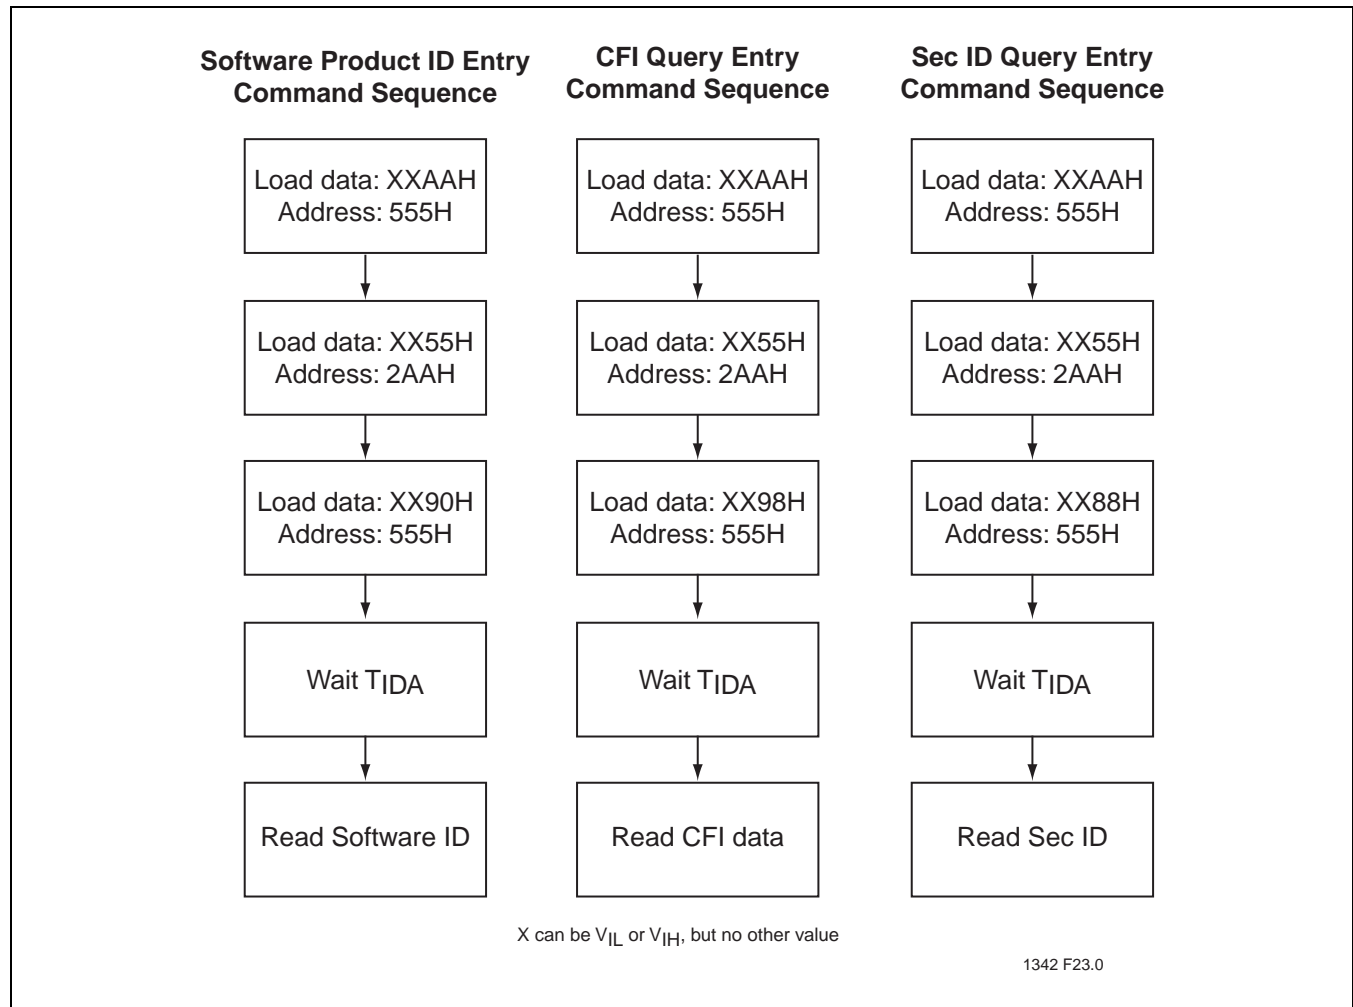 Software Product ID Entry
Command Sequence
Load data: XXAAH
Address: 555H
Load data: XX55H
Address: 2AAH
Load data: XX90H
Address: 555H
Wait TIDA
Read Software ID
CFI Query Entry
Command Sequence
Load data: XXAAH
Address: 555H
Load data: XX55H
Address: 2AAH
Load data: XX98H
Address: 555H
Wait TIDA
Read CFI data
Sec ID Query Entry
Command Sequence
Load data: XXAAH
Address: 555H
Load data: XX55H
Address: 2AAH
Load data: XX88H
Address: 555H
Wait TIDA
Read Sec ID
X can be VIL or VIH, but no other value
1342 F23.0